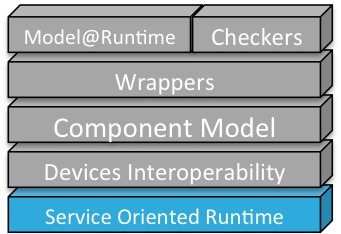 Model@Runtime Checkers
Wrappers
Component Model
Devices Interoperability
Service Oriented Runtime